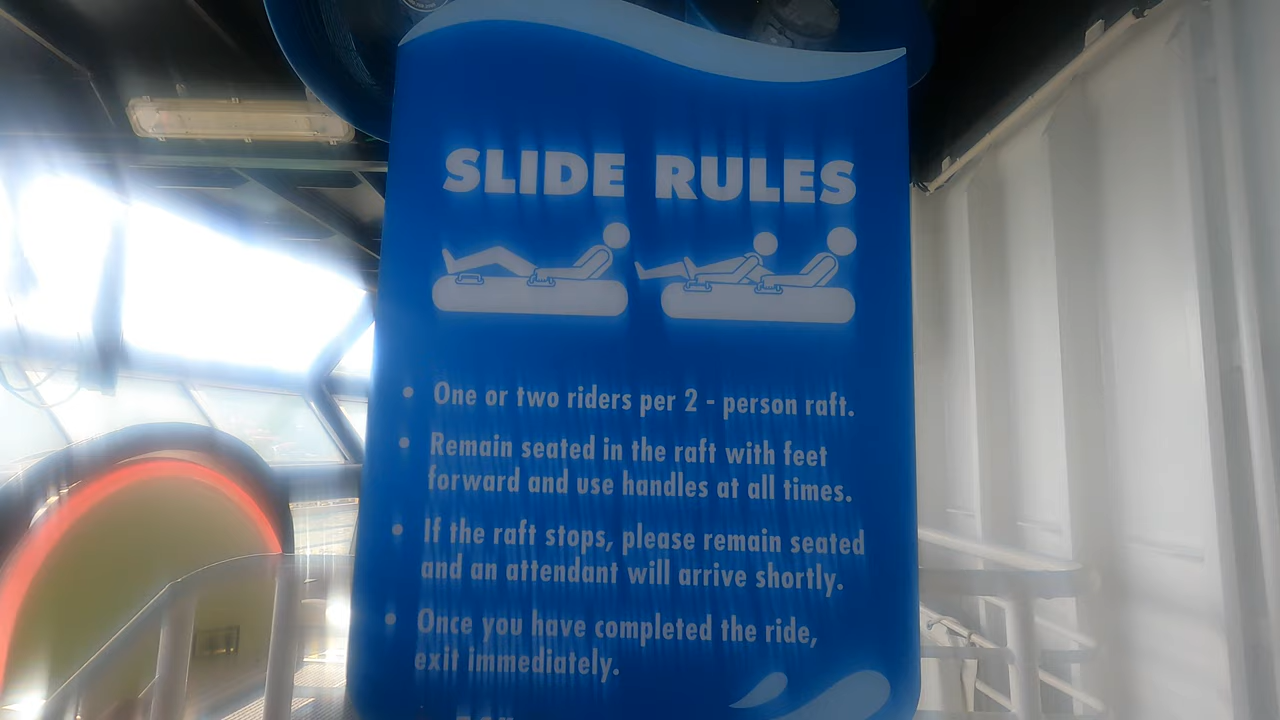 SLIDE RULES
• One or two riders per 2 - person raft.
• Remain seated in the raft with feet
forward and use handles at all times.
• If the raft stops, please remain seated
and an attendant will arrive shortly.
• Once you have completed the ride,
exit immediately.